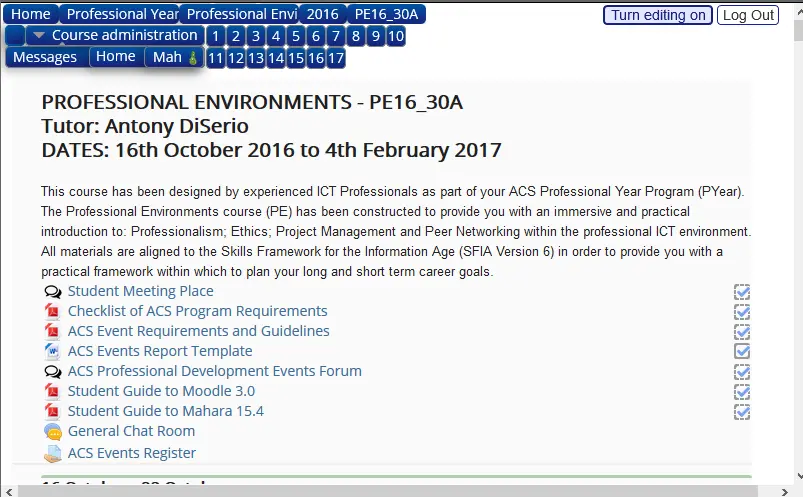 Home Professional Year Professional Envi 2016 PE16_30A Turn editing on Log Out
Course administration 1 2 3 4 5 6 7 8 9 10
Messages Home Mah 11 12 13 14 15 16 17
PROFESSIONAL ENVIRONMENTS - PE16_30A
Tutor: Antony DiSerio
DATES: 16th October 2016 to 4th February 2017
This course has been designed by experienced ICT Professionals as part of your ACS Professional Year Program (PYear).
The Professional Environments course (PE) has been constructed to provide you with an immersive and practical
introduction to: Professionalism; Ethics; Project Management and Peer Networking within the professional ICT environment.
All materials are aligned to the Skills Framework for the Information Age (SFIA Version 6) in order to provide you with a
practical framework within which to plan your long and short term career goals.
Student Meeting Place
Checklist of ACS Program Requirements
ACS Event Requirements and Guidelines
ACS Events Report Template
ACS Professional Development Events Forum
Student Guide to Moodle 3.0
Student Guide to Mahara 15.4
General Chat Room
ACS Events Register